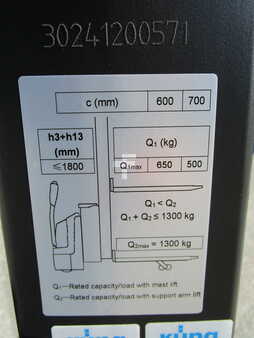 30241200571
c (mm) 600 700
h3+h13 (mm) Q₁ (kg)
≤1800 Q₁max 650 500
Q₁ < Q₂
Q₁ + Q₂ ≤ 1300 kg
Q₂max = 1300 kg
Q₁—Rated capacity/load with mast lift
Q₂—Rated capacity/load with support arm lift